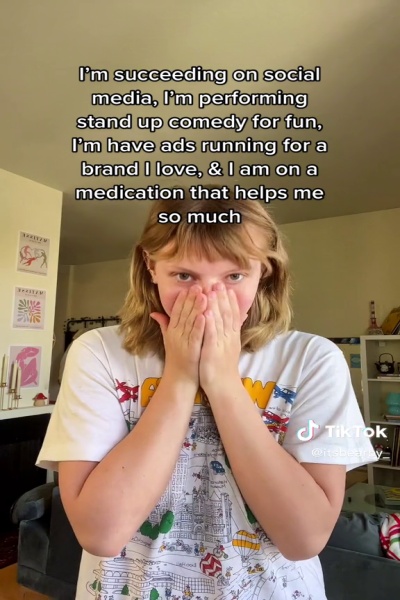 I'm succeeding on social
media, I'm performing
stand up comedy for fun,
I'm have ads running for a
brand I love, & I am on a
medication that helps me
so much
TikTok